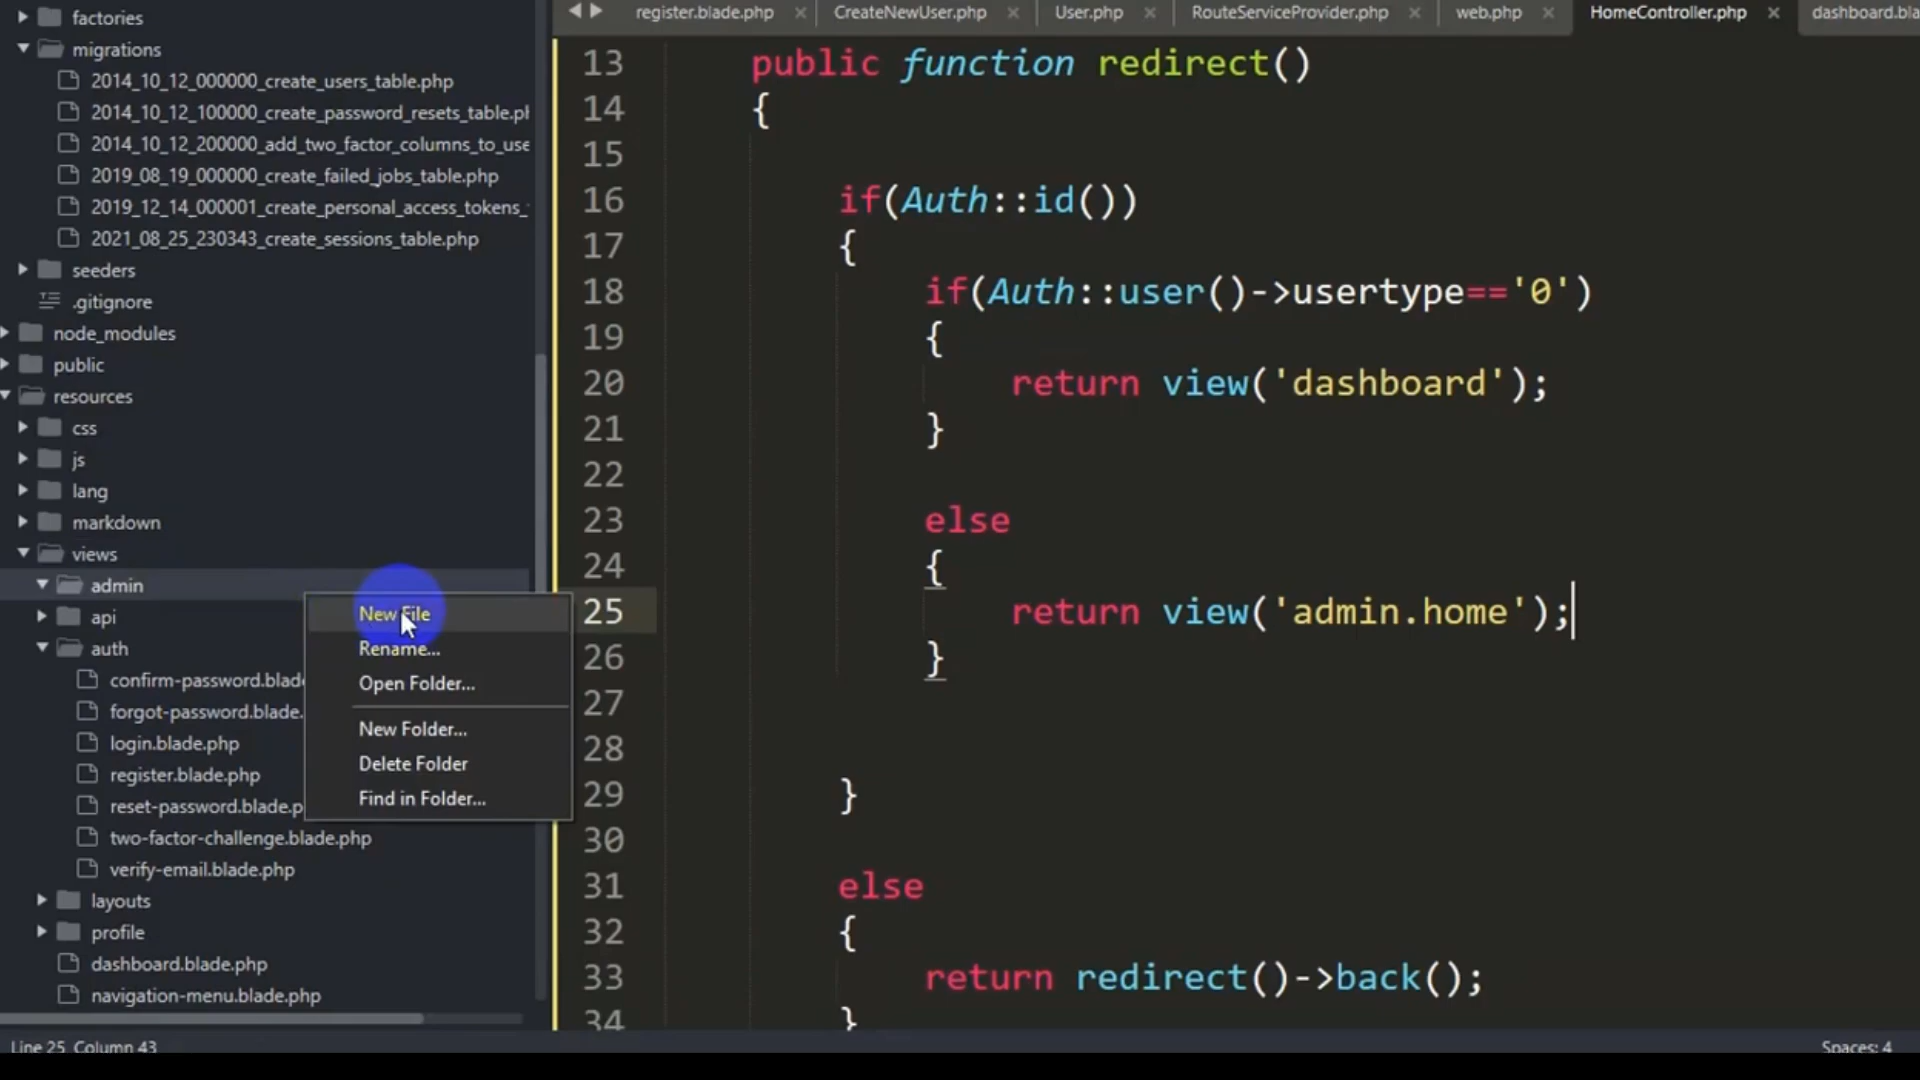 factories
migrations
2014_10_12_000000_create_users_table.php
2014_10_12_100000_create_password_resets_table.ph
2014_10_12_200000_add_two_factor_columns_to_use
2019_08_19_000000_create_failed_jobs_table.php
2019_12_14_000001_create_personal_access_tokens_
2021_08_25_230343_create_sessions_table.php
seeders
.gitignore
node_modules
public
resources
css
js
lang
markdown
views
admin
api
auth
confirm-password.blade
forgot-password.blade.
login.blade.php
register.blade.php
reset-password.blade.p
two-factor-challenge.blade.php
verify-email.blade.php
layouts
profile
dashboard.blade.php
navigation-menu.blade.php
New File
Rename...
Open Folder...
New Folder...
Delete Folder
Find in Folder...
register.blade.php × CreateNewUser.php × User.php × RouteServiceProvider.php × web.php × HomeController.php × dashboard.bla
13 public function redirect()
14 {
15
16 if(Auth::id())
17 {
18 if(Auth::user()->usertype=='0')
19 {
20 return view('dashboard');
21 }
22
23 else
24 {
25 return view('admin.home');
26 }
27
28
29 }
30
31 else
32 {
33 return redirect()->back();
34 }
Line 25, Column 43
Spaces: 4